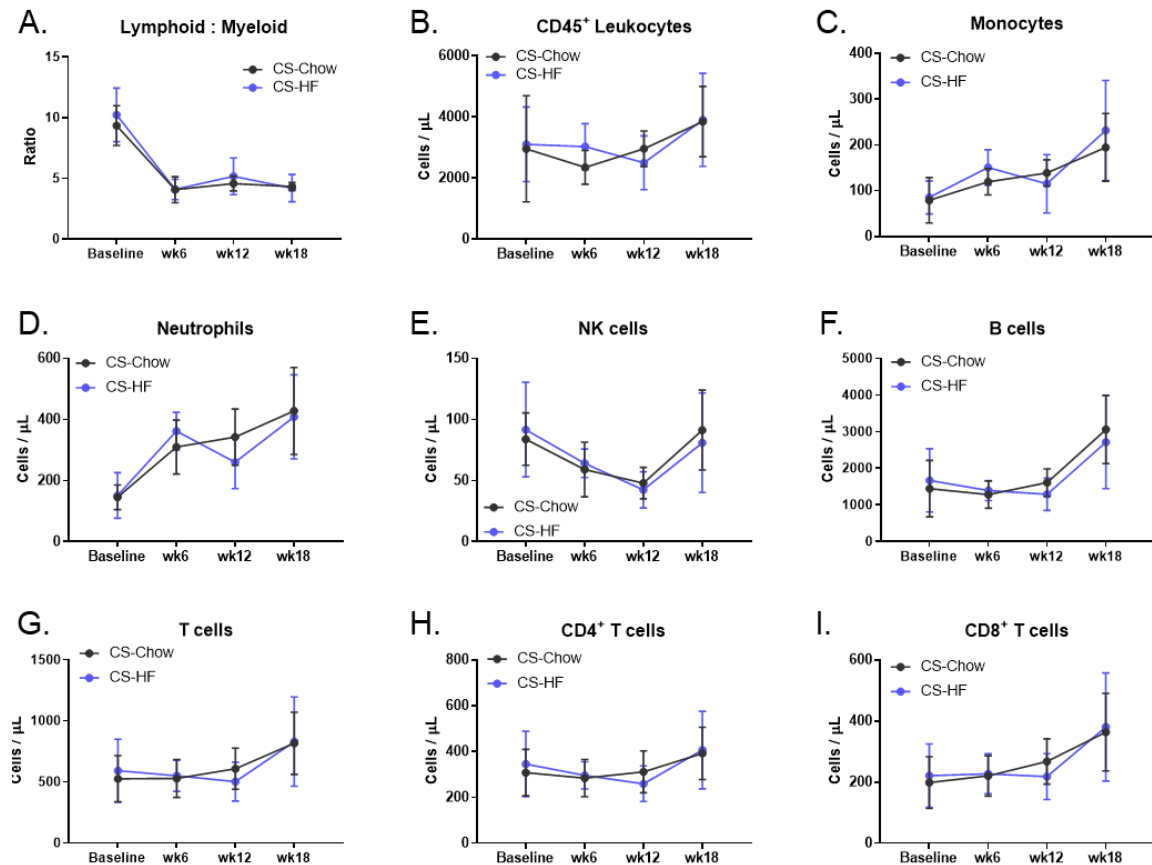 A.
Lymphoid : Myeloid
15
10
5
0
Ratio
CS-Chow
CS-HF
Baseline wk6 wk12 wk18
B.
CD45⁺ Leukocytes
6000
4000
2000
0
Cells / µL
CS-Chow
CS-HF
Baseline wk6 wk12 wk18
C.
Monocytes
400
300
200
100
0
Cells / µL
CS-Chow
CS-HF
Baseline wk6 wk12 wk18
D.
Neutrophils
600
400
200
0
Cells / µL
CS-Chow
CS-HF
Baseline wk6 wk12 wk18
E.
NK cells
150
100
50
0
Cells / µL
CS-Chow
CS-HF
Baseline wk6 wk12 wk18
F.
B cells
5000
4000
3000
2000
1000
0
Cells / µL
CS-Chow
CS-HF
Baseline wk6 wk12 wk18
G.
T cells
1500
1000
500
0
Cells / µL
CS-Chow
CS-HF
Baseline wk6 wk12 wk18
H.
CD4⁺ T cells
800
600
400
200
0
Cells / µL
CS-Chow
CS-HF
Baseline wk6 wk12 wk18
I.
CD8⁺ T cells
600
400
200
0
Cells / µL
CS-Chow
CS-HF
Baseline wk6 wk12 wk18